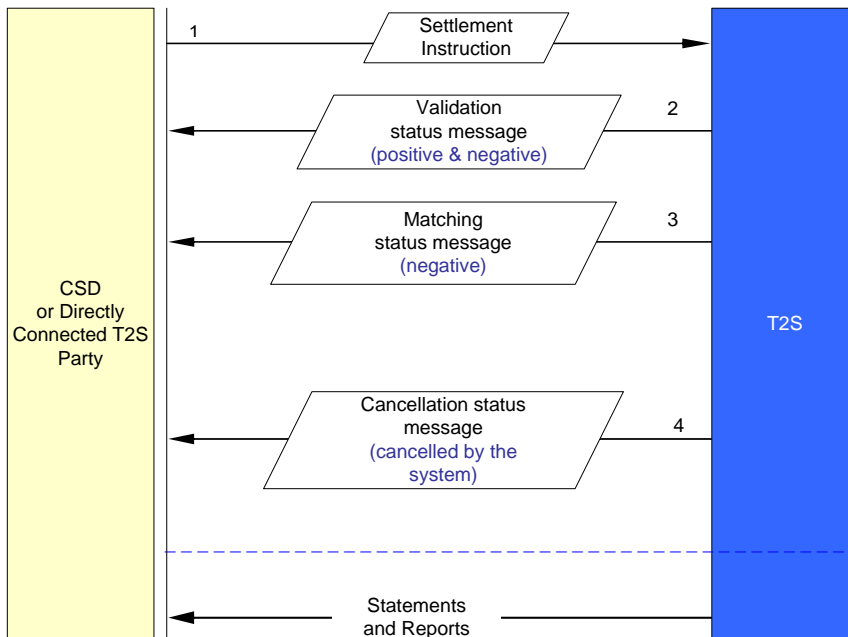 1
Settlement
Instruction
Validation
status message
(positive & negative)
2
Matching
status message
(negative)
3
CSD
or Directly
Connected T2S
Party
T2S
Cancellation status
message
(cancelled by the
system)
4
Statements
and Reports